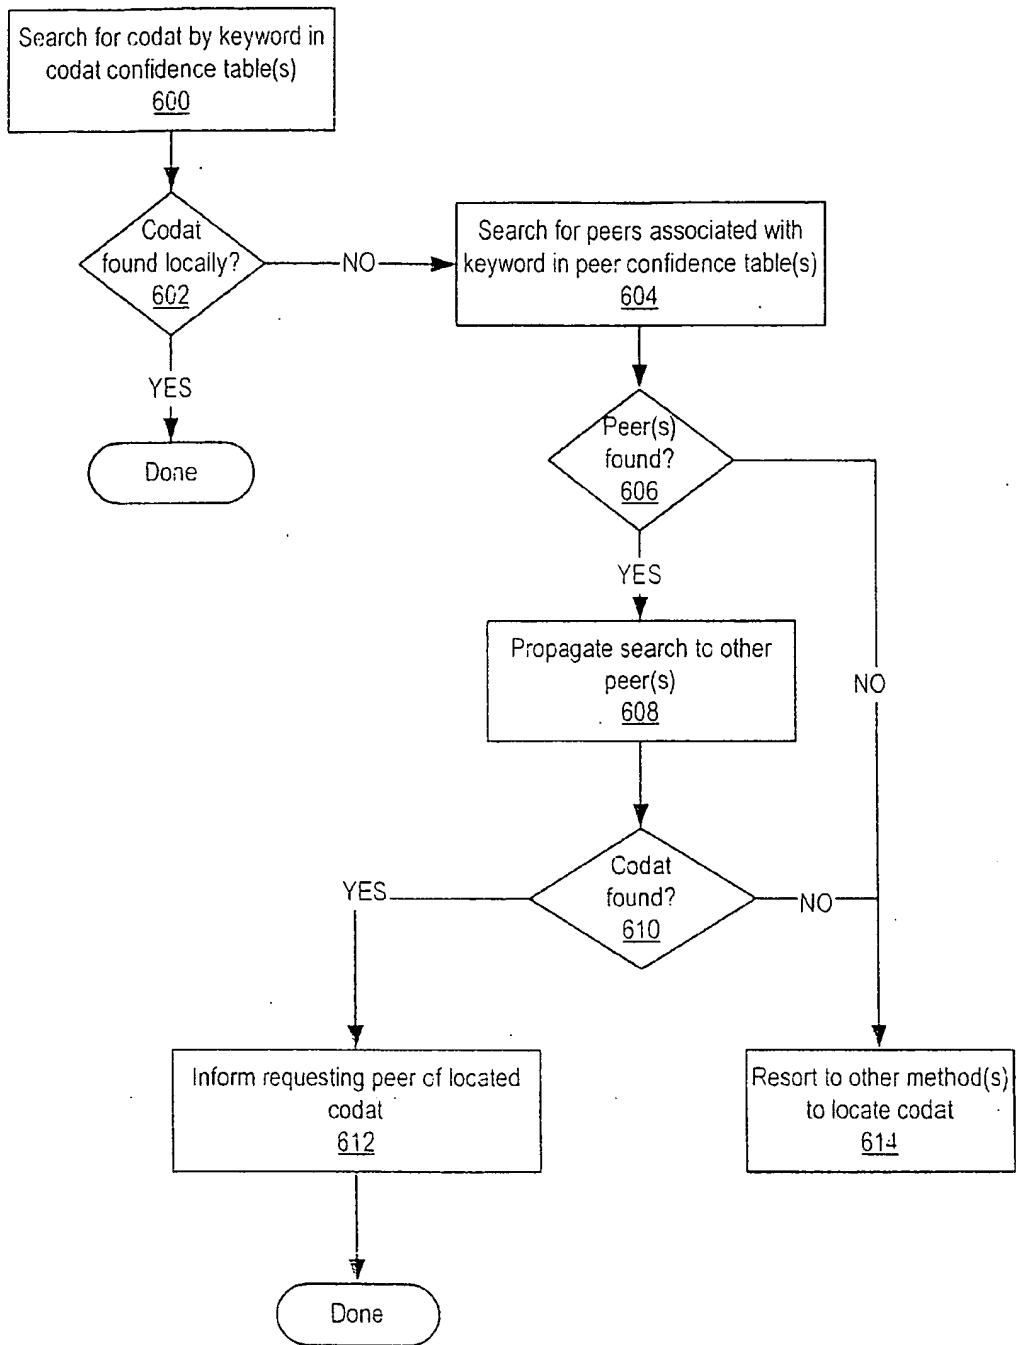 Search for codat by keyword in
codat confidence table(s)
600
Codat
found locally?
602
NO
Search for peers associated with
keyword in peer confidence table(s)
604
YES
Done
Peer(s)
found?
606
YES
NO
Propagate search to other
peer(s)
608
Codat
found?
610
YES
NO
Inform requesting peer of located
codat
612
Resort to other method(s)
to locate codat
614
Done